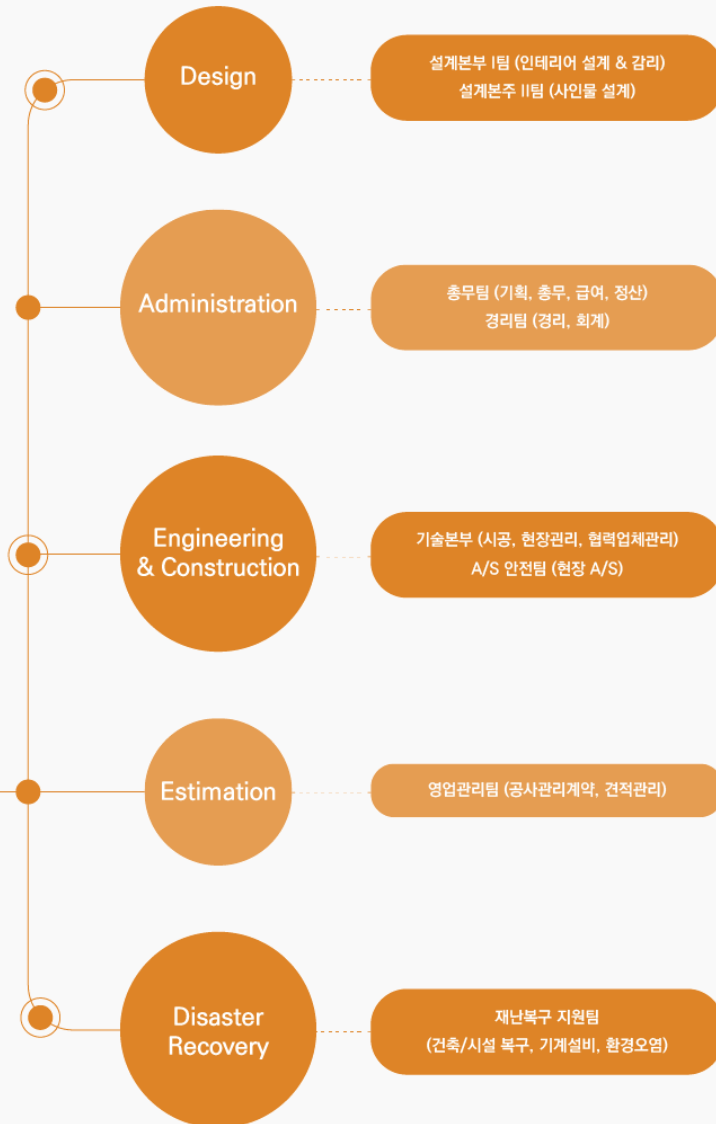 Design
설계본부 I팀 (인테리어 설계 & 감리)
설계본주 II팀 (사인물 설계)
Administration
총무팀 (기획, 총무, 급여, 정산)
경리팀 (경리, 회계)
Engineering
& Construction
기술본부 (시공, 현장관리, 협력업체관리)
A/S 안전팀 (현장 A/S)
Estimation
영업관리팀 (공사관리계약, 견적관리)
Disaster
Recovery
재난복구 지원팀
(건축/시설 복구, 기계설비, 환경오염)